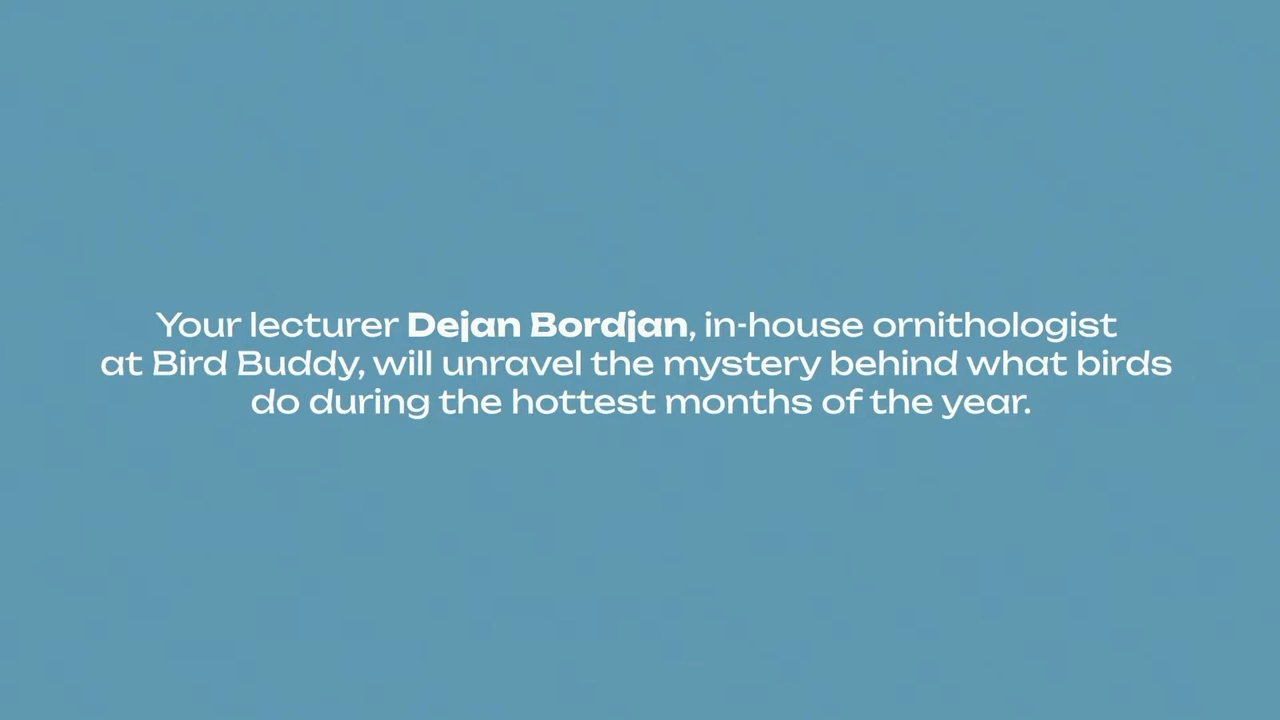 Your lecturer Dejan Bordjan, in-house ornithologist
at Bird Buddy, will unravel the mystery behind what birds
do during the hottest months of the year.